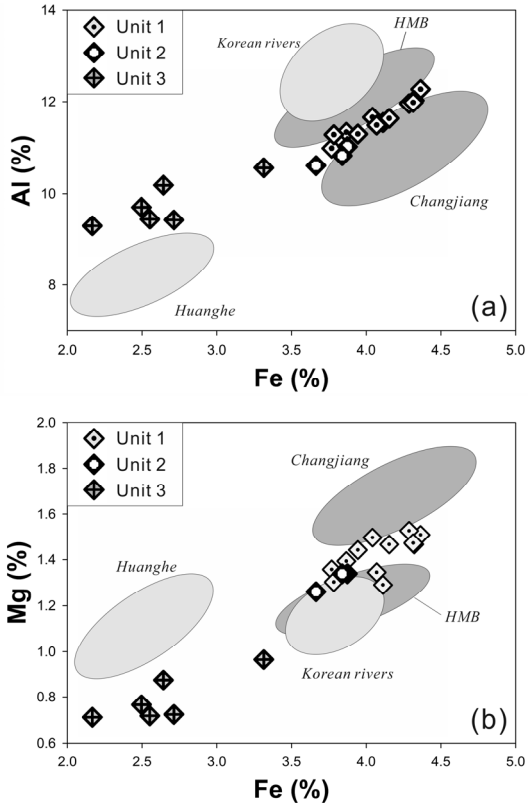 14
12
10
8
Al (%)
Unit 1
Unit 2
Unit 3
Korean rivers
HMB
Changjiang
Huanghe
(a)
2.0 2.5 3.0 3.5 4.0 4.5 5.0
Fe (%)
2.0
1.8
1.6
1.4
1.2
1.0
0.8
0.6
Mg (%)
Unit 1
Unit 2
Unit 3
Changjiang
Huanghe
HMB
Korean rivers
(b)
2.0 2.5 3.0 3.5 4.0 4.5 5.0
Fe (%)